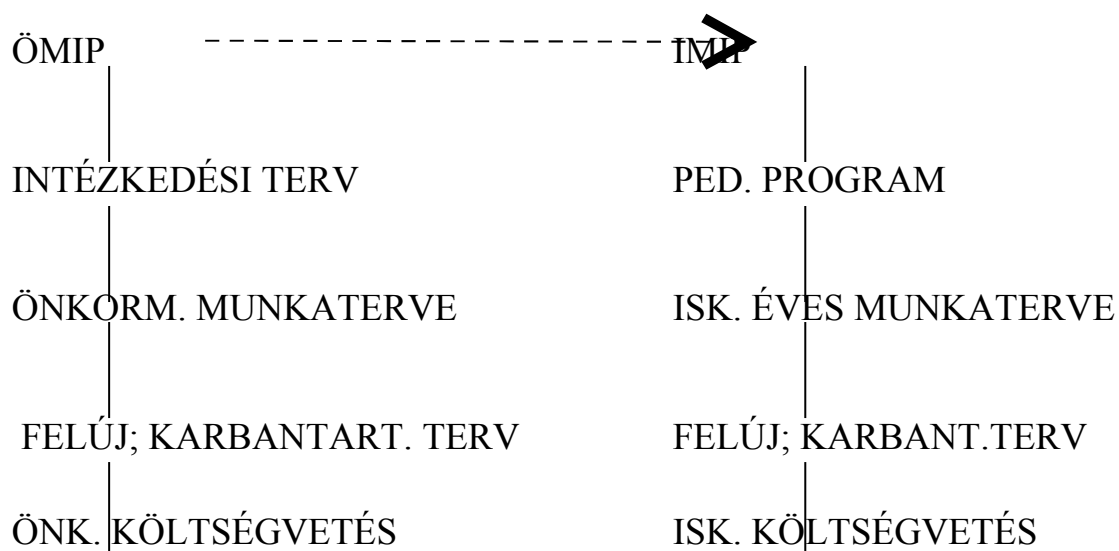 ÖMIP IMIP
INTÉZKEDÉSI TERV PED. PROGRAM
ÖNKORM. MUNKATERVE ISK. ÉVES MUNKATERVE
FELÚJ; KARBANTART. TERV FELÚJ; KARBANT.TERV
ÖNK. KÖLTSÉGVETÉS ISK. KÖLTSÉGVETÉS